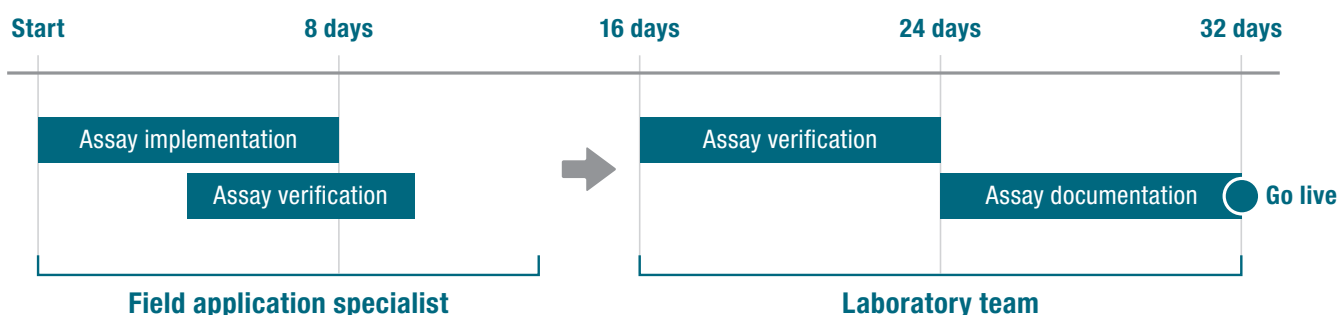 Start
8 days
16 days
24 days
32 days
Assay implementation
Assay verification
Assay verification
Assay documentation
Go live
Field application specialist
Laboratory team